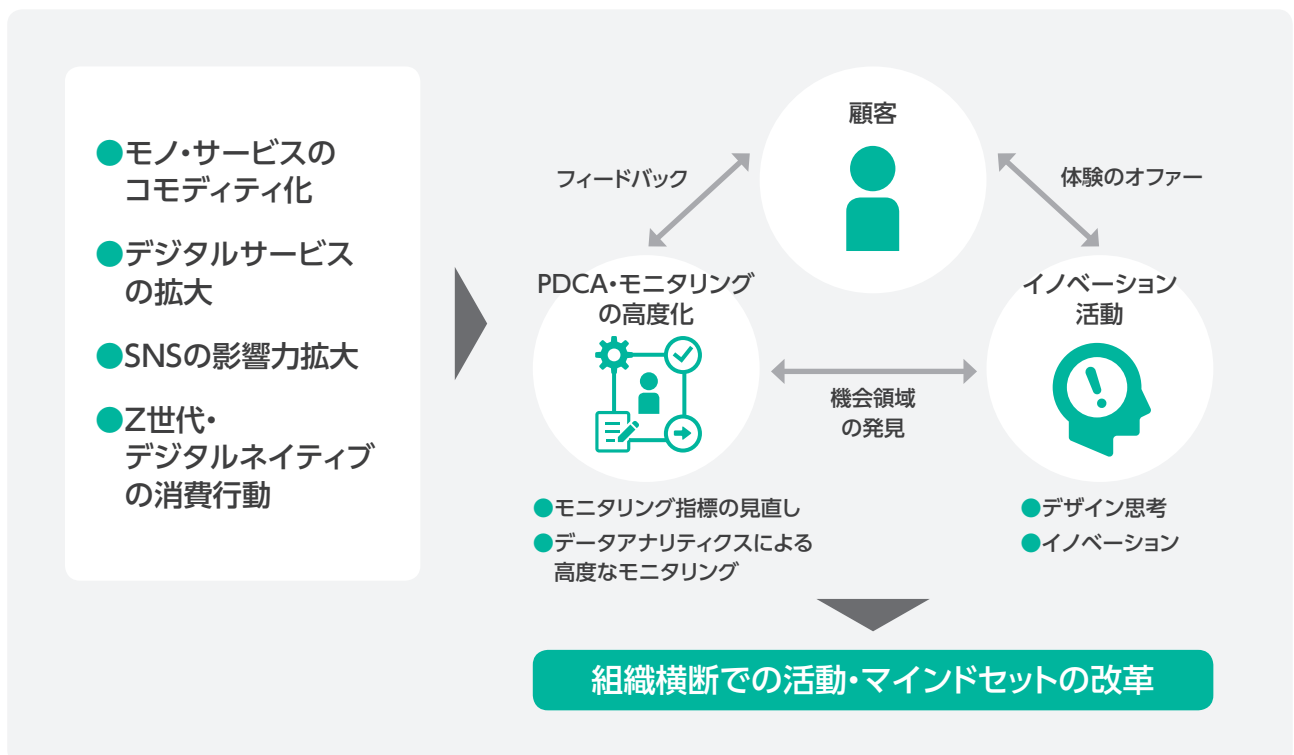 ●モノ・サービスの
コモディティ化
●デジタルサービス
の拡大
●SNSの影響力拡大
●Z世代・
デジタルネイティブ
の消費行動
顧客
フィードバック
体験のオファー
PDCA・モニタリング
の高度化
イノベーション
活動
機会領域
の発見
●モニタリング指標の見直し
●データアナリティクスによる
高度なモニタリング
●デザイン思考
●イノベーション
組織横断での活動・マインドセットの改革